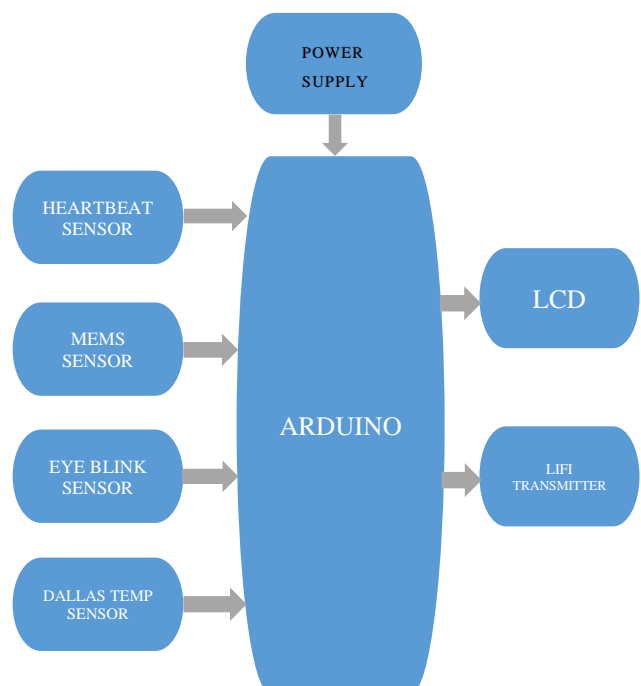 POWER
SUPPLY
HEARTBEAT
SENSOR
MEMS
SENSOR
EYE BLINK
SENSOR
DALLAS TEMP
SENSOR
ARDUINO
LCD
LIFI
TRANSMITTER